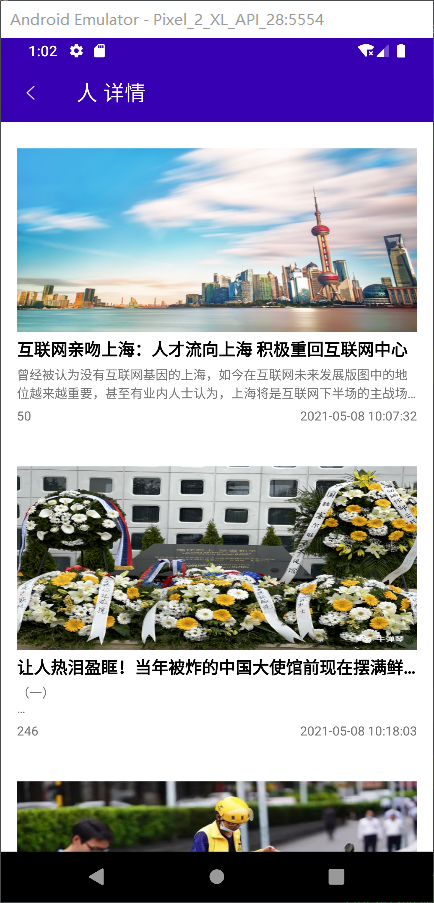 Android Emulator - Pixel_2_XL_API_28:5554
1:02
人 详情
互联网亲吻上海：人才流向上海 积极重回互联网中心
曾经被认为没有互联网基因的上海，如今在互联网未来发展版图中的地
位越来越重要，甚至有业内人士认为，上海将是互联网下半场的主战场...
50
2021-05-08 10:07:32
让人热泪盈眶！当年被炸的中国大使馆前现在摆满鲜...
（一）
...
246
2021-05-08 10:18:03